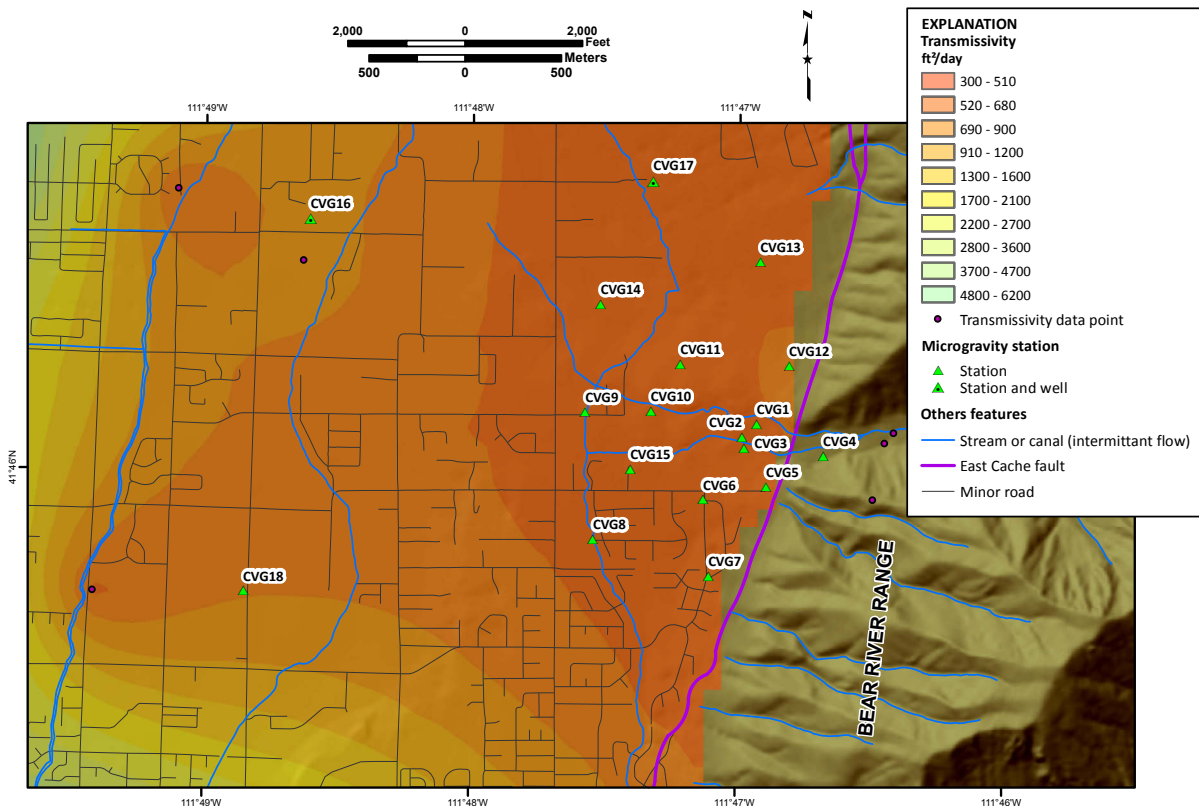 2,000 0 2,000
Feet
Meters
500 0 500
N
EXPLANATION
Transmissivity
ft²/day
300 - 510
520 - 680
690 - 900
910 - 1200
1300 - 1600
1700 - 2100
2200 - 2700
2800 - 3600
3700 - 4700
4800 - 6200
Transmissivity data point
Microgravity station
Station
Station and well
Others features
Stream or canal (intermittant flow)
East Cache fault
Minor road
111°49'W 111°48'W 111°47'W
CVG17
CVG16
CVG13
CVG14
CVG11
CVG12
CVG9
CVG10
CVG1
CVG2
CVG3
CVG4
41°46'N
CVG15
CVG5
CVG6
CVG8
CVG7
CVG18
BEAR RIVER RANGE
111°49'W 111°48'W 111°47'W 111°46'W